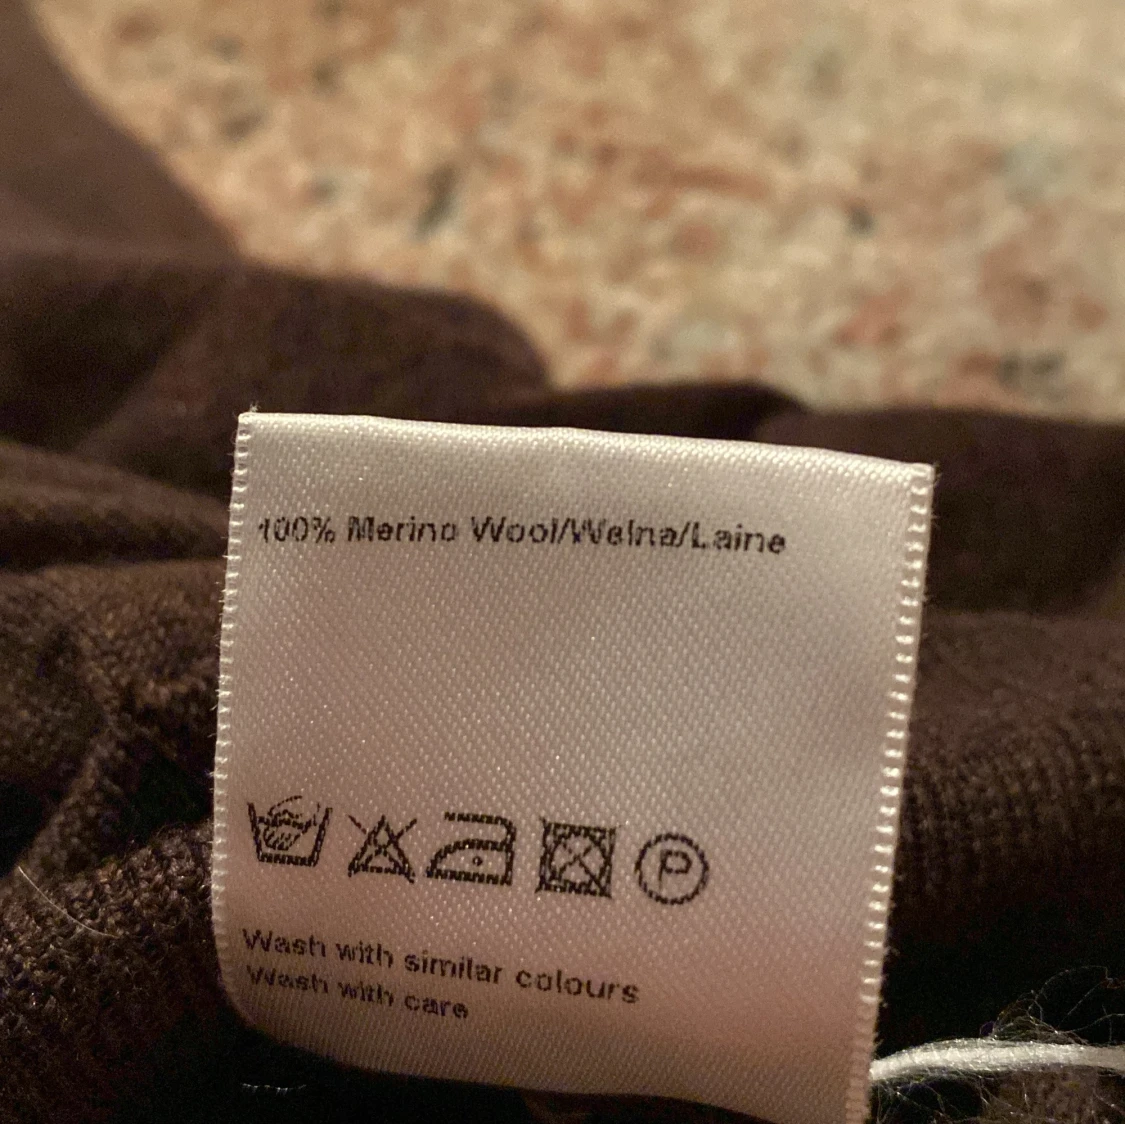 100% Merino Wool/Wełna/Laine
P
Wash with similar colours
Wash with care